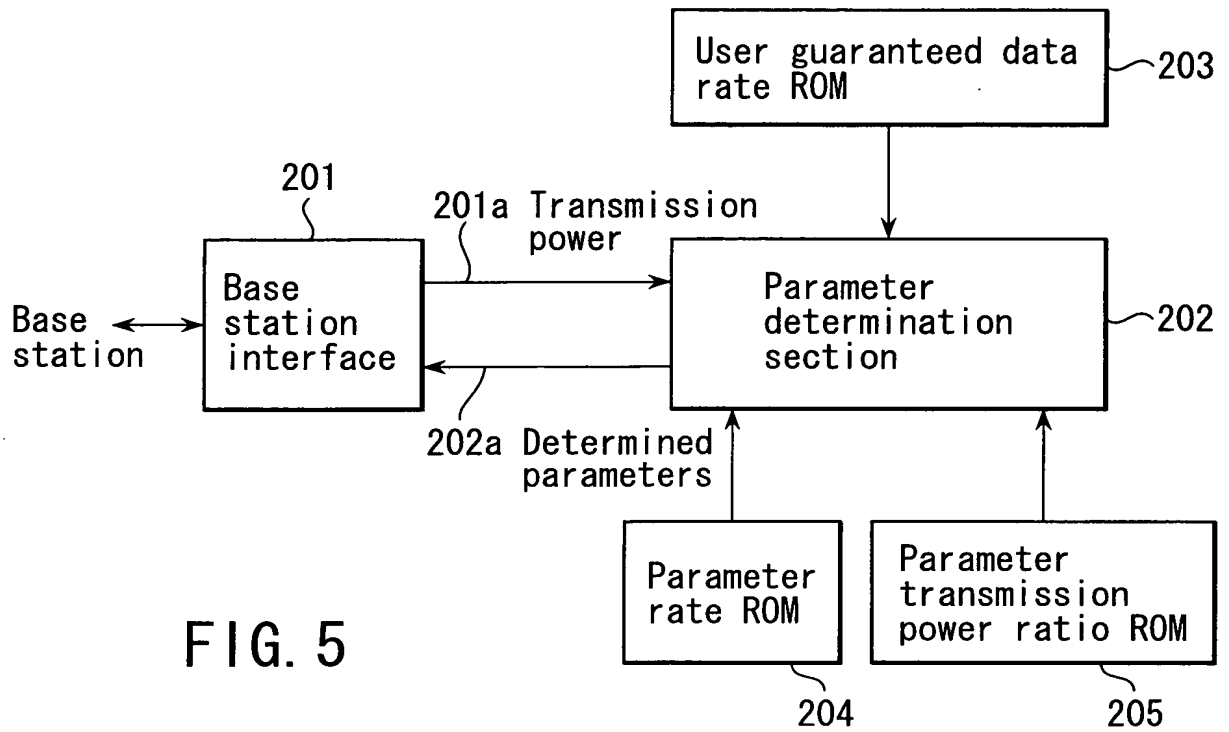 User guaranteed data
rate ROM
203
201
201a Transmission
power
Base
station
Base
station
interface
Parameter
determination
section
202
202a Determined
parameters
Parameter
rate ROM
Parameter
transmission
power ratio ROM
FIG. 5
204
205